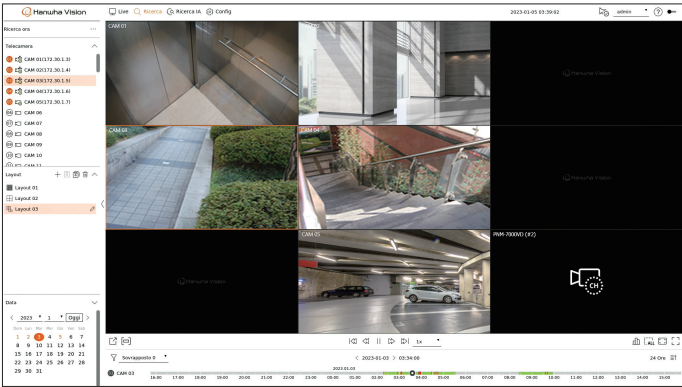 Hanwha Vision
Live Ricerca Ricerca IA Config
2023-01-05 03:39:02
admin
Ricerca ora
Telecamera
CAM 01(172.30.1.3)
CAM 02(172.30.1.4)
CAM 03(172.30.1.5)
CAM 04(172.30.1.6)
CAM 05(172.30.1.7)
06 CAM 06
07 CAM 07
08 CAM 08
09 CAM 09
10 CAM 10
CAM 11
Layout
Layout 01
Layout 02
Layout 03
Data
2023 1 Oggi
Dom Lun Mar Mer Gio Ven Sab
1 2 3 4 5 6 7
8 9 10 11 12 13 14
15 16 17 18 19 20 21
22 23 24 25 26 27 28
29 30 31
CAM 01
Hanwha Vision
CAM 03
CAM 04
Hanwha Vision
Hanwha Vision
CAM 05
PNM-7000VD (#2)
CH
1x
ALL
Sovrapposto 0
2023-01-03 03:34:00
24 Ore
2023.01.03
CAM 03
16:00 17:00 18:00 19:00 20:00 21:00 22:00 23:00 00:00 01:00 02:00 03:00 04:00 05:00 06:00 07:00 08:00 09:00 10:00 11:00 12:00 13:00 14:00 15:00